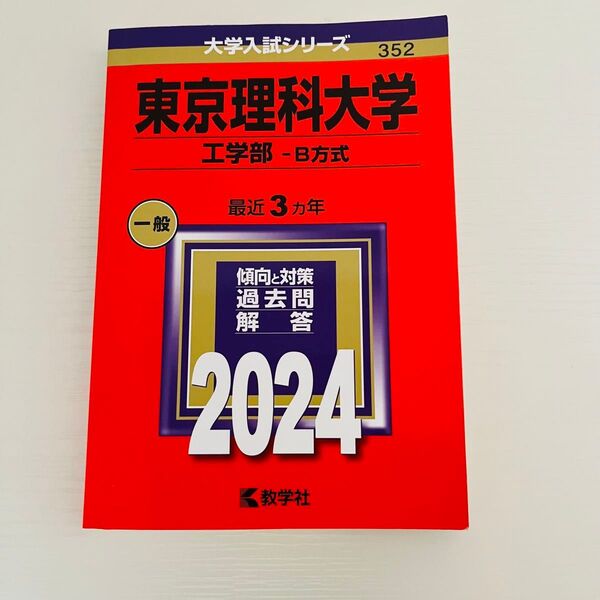 大学入試シリーズ
352
東京理科大学
工学部 -B方式
最近3ヵ年
一般
傾向と対策
過去問
解答
2024
教学社